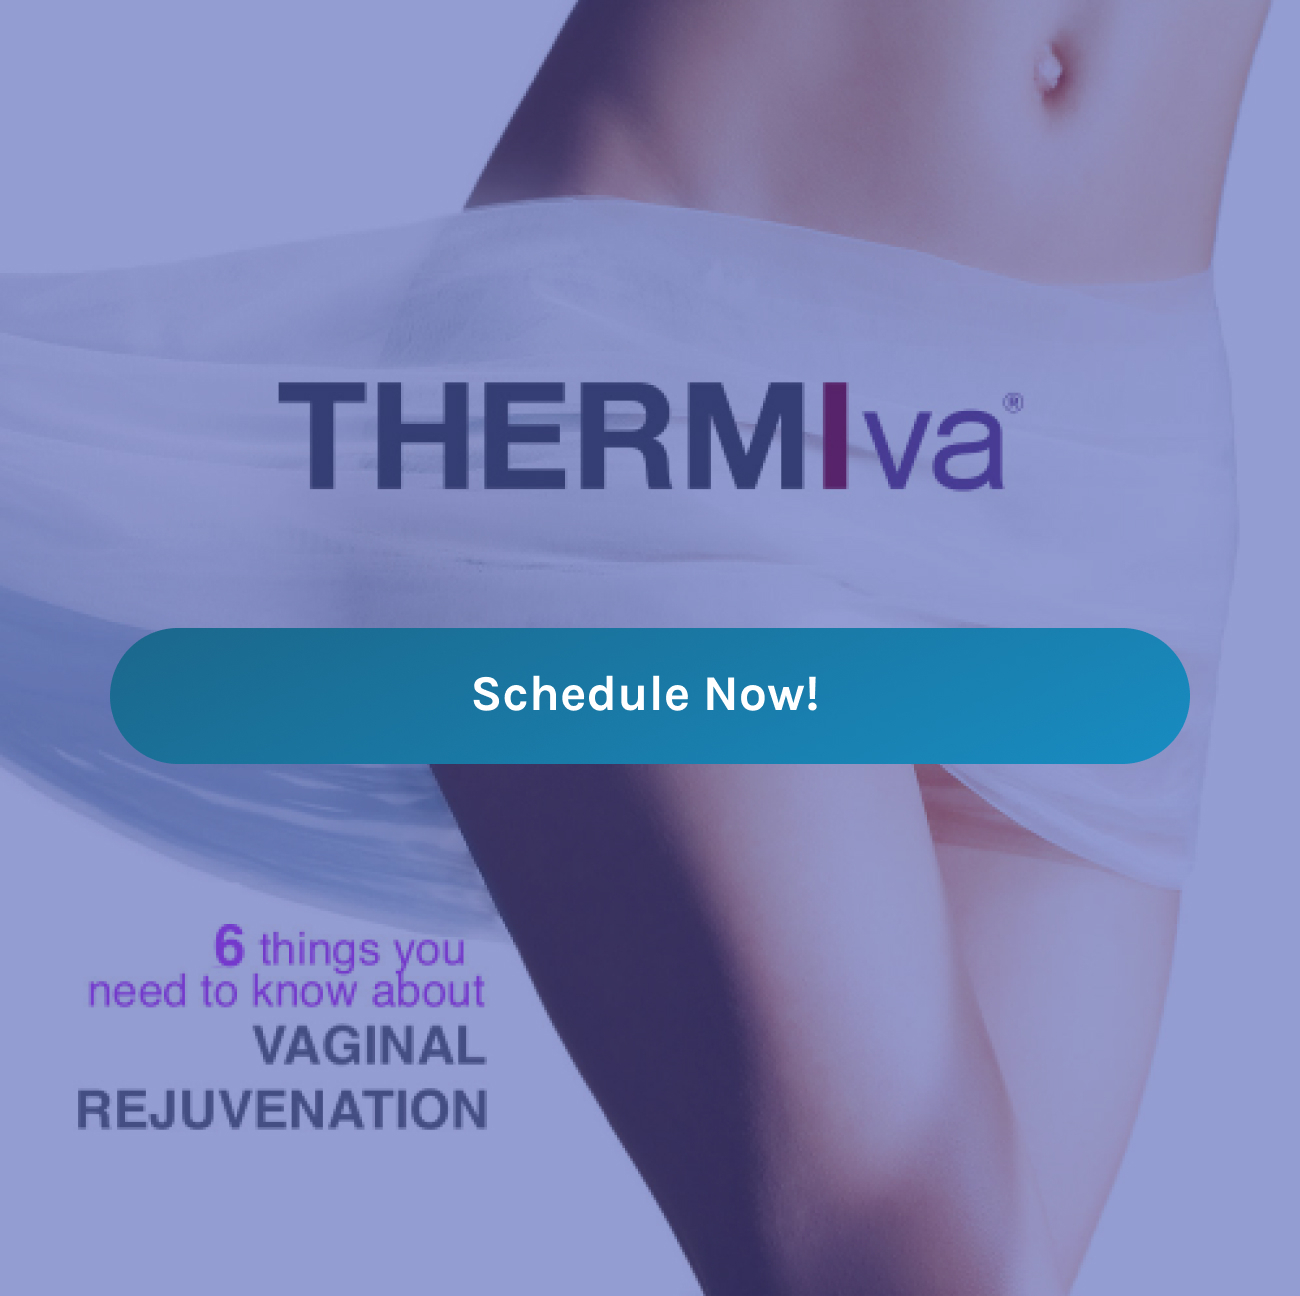 THERMIva®
Schedule Now!
6 things you
need to know about
VAGINAL
REJUVENATION